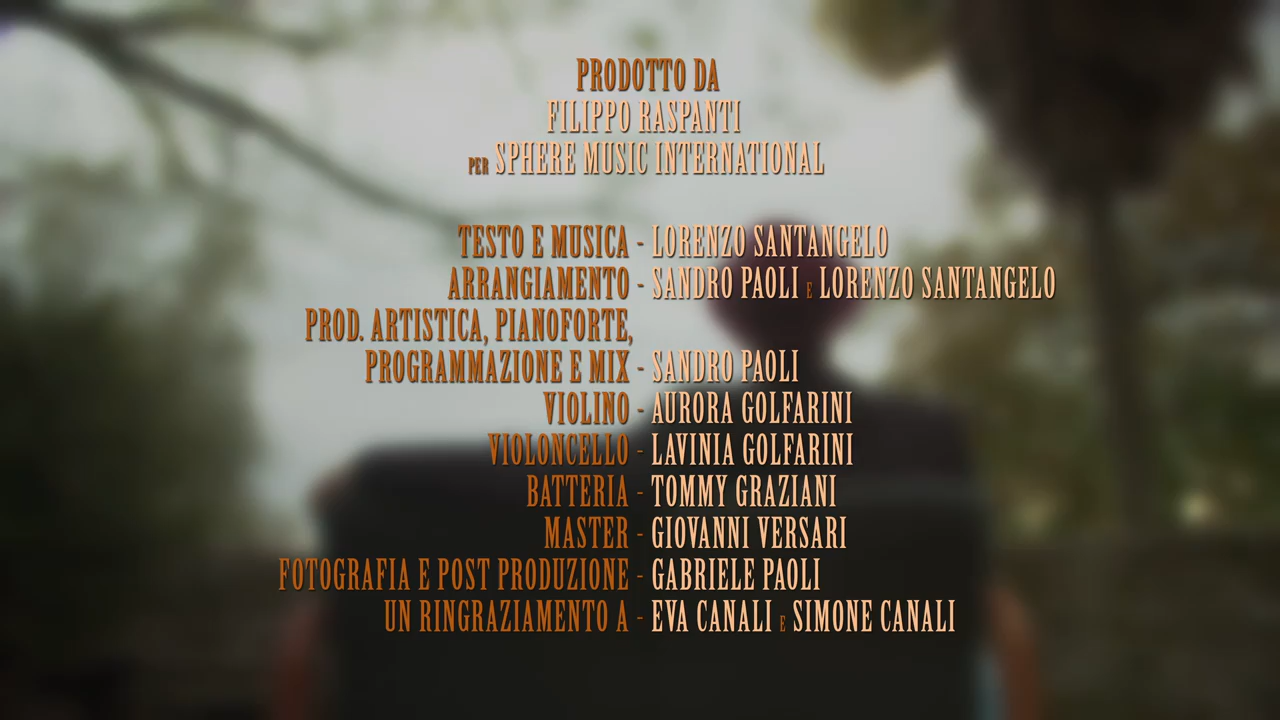 PRODOTTO DA
FILIPPO RASPANTI
PER SPHERE MUSIC INTERNATIONAL
TESTO E MUSICA - LORENZO SANTANGELO
ARRANGIAMENTO - SANDRO PAOLI E LORENZO SANTANGELO
PROD. ARTISTICA, PIANOFORTE,
PROGRAMMAZIONE E MIX - SANDRO PAOLI
VIOLINO - AURORA GOLFARINI
VIOLONCELLO - LAVINIA GOLFARINI
BATTERIA - TOMMY GRAZIANI
MASTER - GIOVANNI VERSARI
FOTOGRAFIA E POST PRODUZIONE - GABRIELE PAOLI
UN RINGRAZIAMENTO A - EVA CANALI E SIMONE CANALI